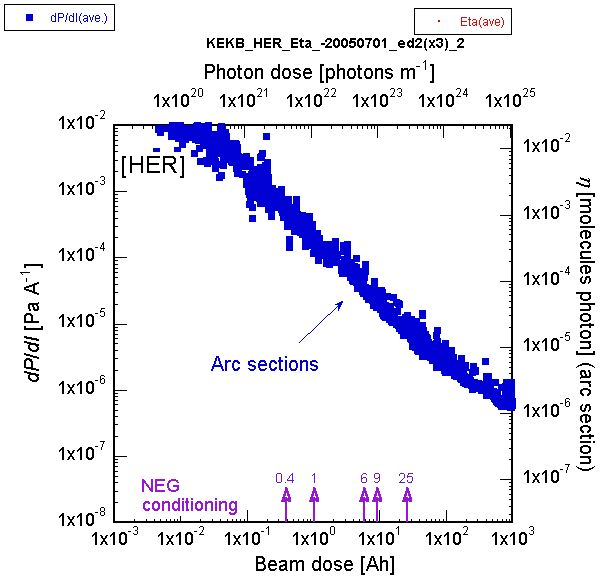 dP/dI(ave.)
Eta(ave)
KEKB_HER_Eta_-20050701_ed2(x3)_2
Photon dose [photons m⁻¹]
1x10²⁰ 1x10²¹ 1x10²² 1x10²³ 1x10²⁴ 1x10²⁵
1x10⁻²
1x10⁻³
1x10⁻⁴
1x10⁻⁵
1x10⁻⁶
1x10⁻⁷
1x10⁻⁸
dP/dI [Pa A⁻¹]
[HER]
Arc sections
NEG
conditioning
0.4 1 6 9 25
1x10⁻²
1x10⁻³
1x10⁻⁴
1x10⁻⁵
1x10⁻⁶
1x10⁻⁷
η [molecules photon] (arc section)
1x10⁻³ 1x10⁻² 1x10⁻¹ 1x10⁰ 1x10¹ 1x10² 1x10³
Beam dose [Ah]